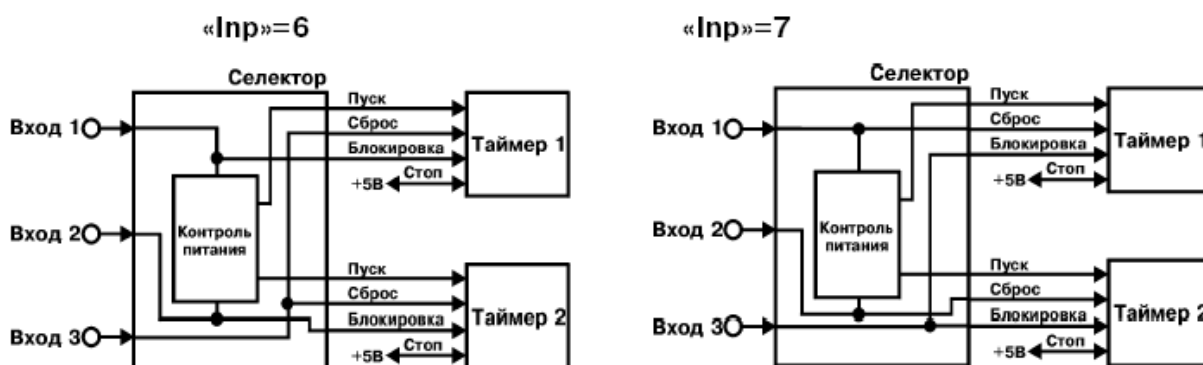 «Inp»=6
Селектор
Вход 1
Вход 2
Вход 3
Контроль
питания
Пуск
Сброс
Блокировка
Стоп
+5В
Таймер 1
Пуск
Сброс
Блокировка
Стоп
+5В
Таймер 2
«Inp»=7
Селектор
Вход 1
Вход 2
Вход 3
Контроль
питания
Пуск
Сброс
Блокировка
Стоп
+5В
Таймер 1
Пуск
Сброс
Блокировка
Стоп
+5В
Таймер 2